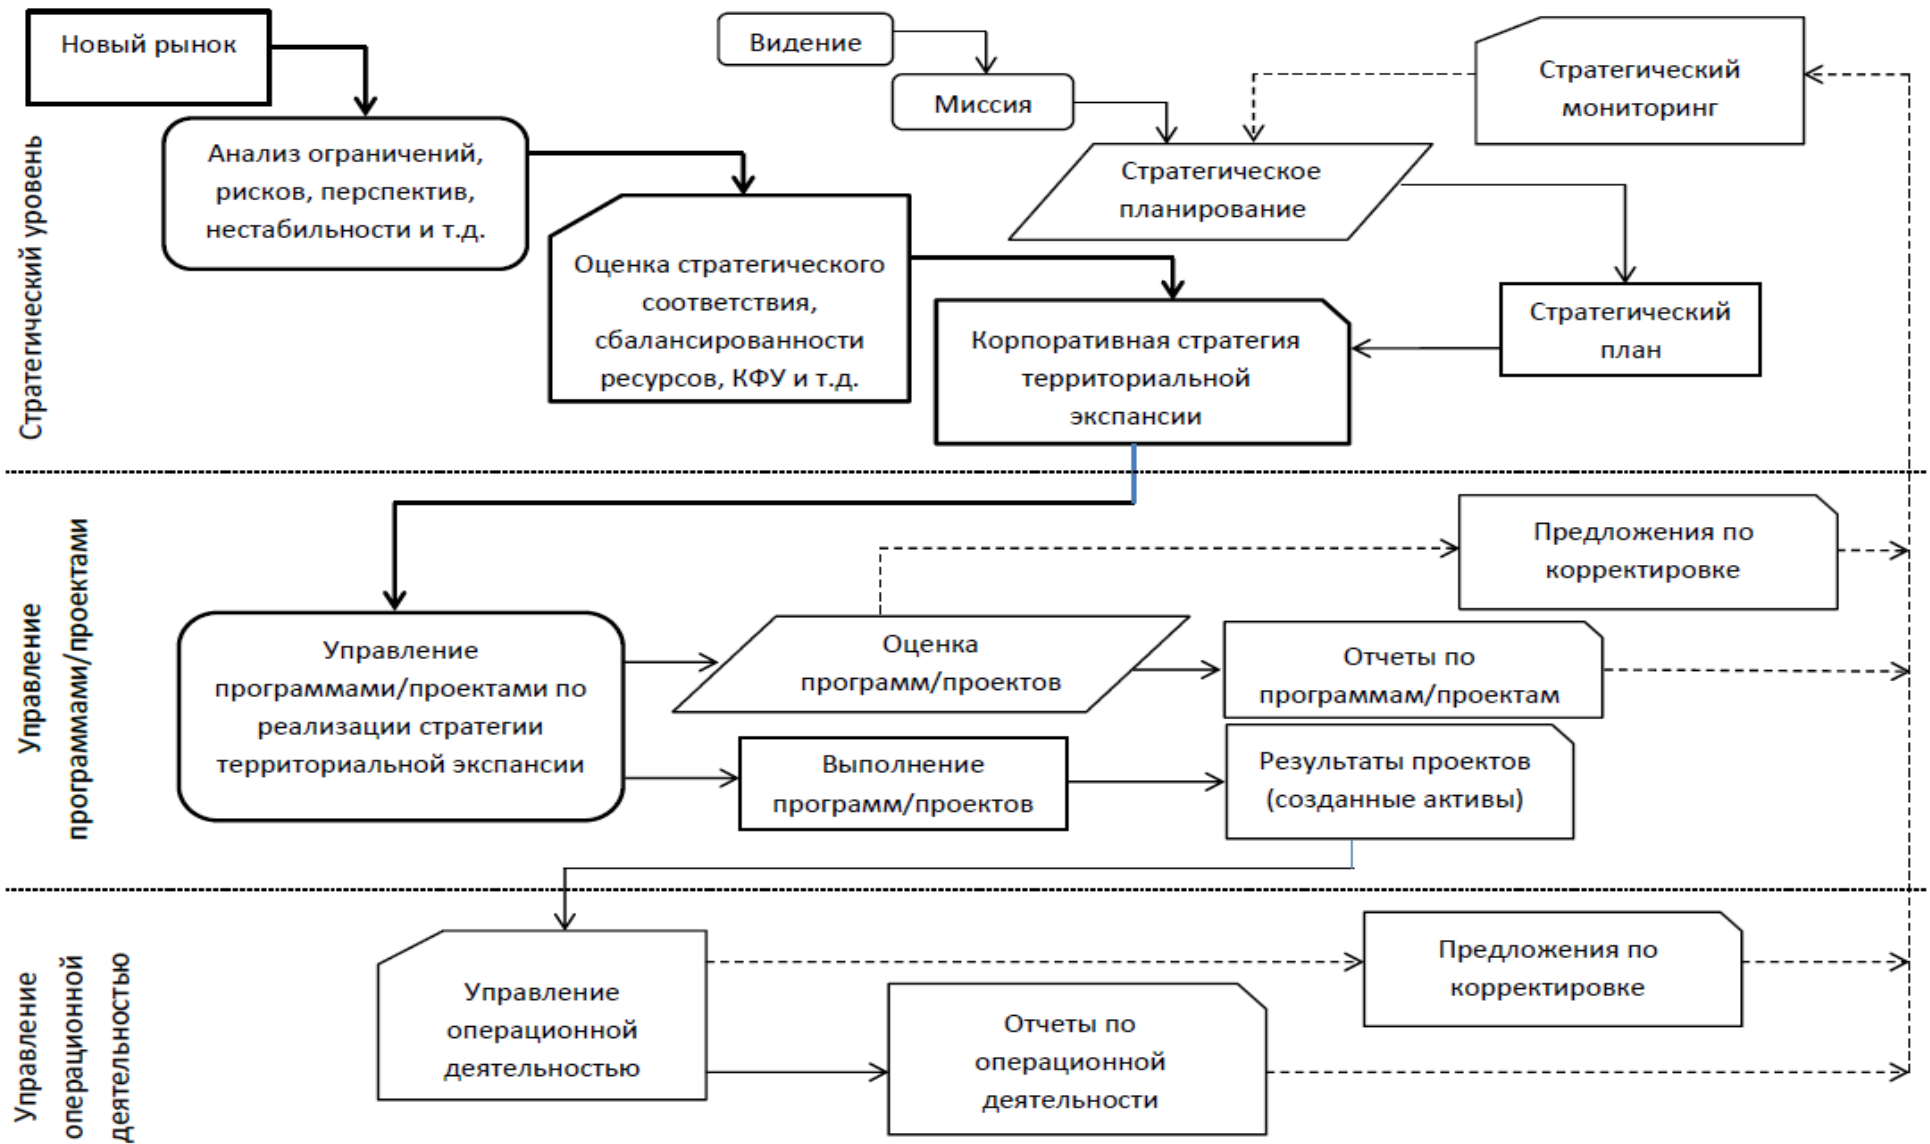 Новый рынок
Видение
Миссия
Стратегический
мониторинг
Стратегический уровень
Анализ ограничений,
рисков, перспектив,
нестабильности и т.д.
Стратегическое
планирование
Оценка стратегического
соответствия,
сбалансированности
ресурсов, КФУ и т.д.
Корпоративная стратегия
территориальной
экспансии
Стратегический
план
Управление
программами/проектами
Предложения по
корректировке
Управление
программами/проектами по
реализации стратегии
территориальной экспансии
Оценка
программ/проектов
Отчеты по
программам/проектам
Выполнение
программ/проектов
Результаты проектов
(созданные активы)
Управление
операционной
деятельностью
Управление
операционной
деятельностью
Предложения по
корректировке
Отчеты по
операционной
деятельности